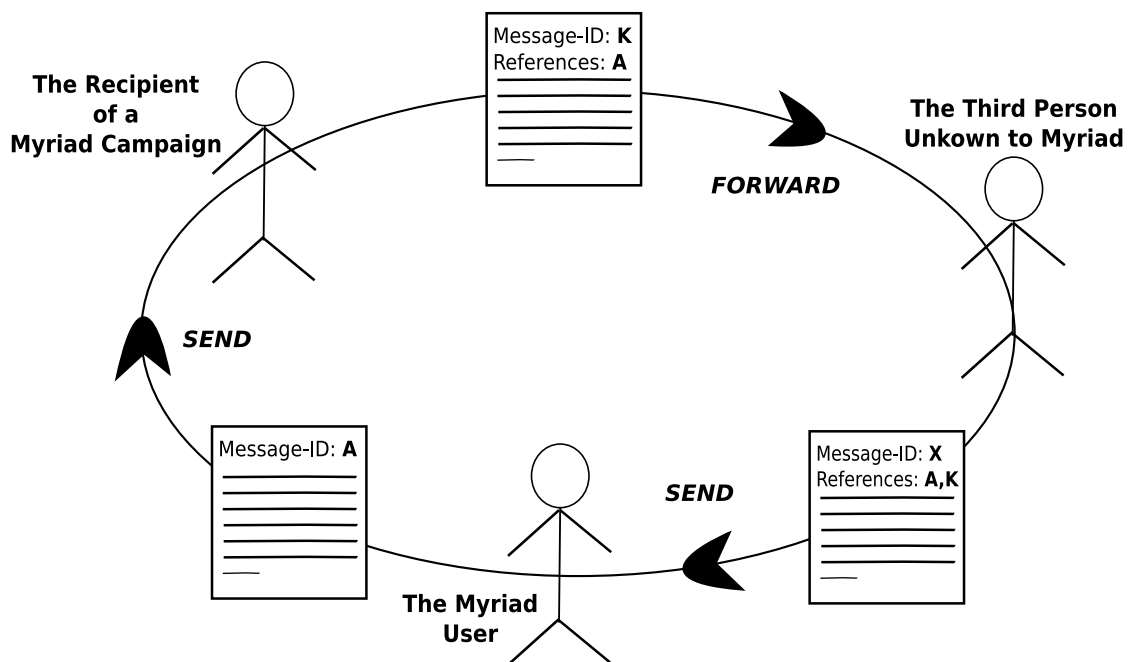 Message-ID: K
References: A
The Recipient
of a
Myriad Campaign
The Third Person
Unkown to Myriad
FORWARD
SEND
Message-ID: A
SEND
Message-ID: X
References: A,K
The Myriad
User